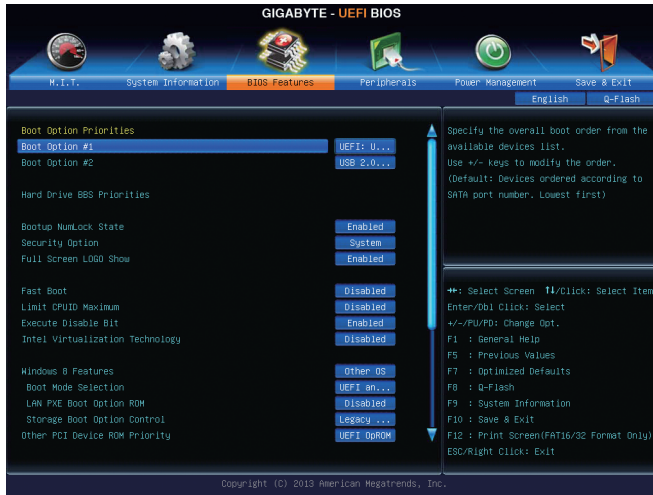 GIGABYTE - UEFI BIOS
M.I.T.
System Information
BIOS Features
Peripherals
Power Management
Save & Exit
English
Q-Flash
Boot Option Priorities
Boot Option #1 UEFI: U...
Boot Option #2 USB 2.0...
Hard Drive BBS Priorities
Bootup NumLock State Enabled
Security Option System
Full Screen LOGO Show Enabled
Fast Boot Disabled
Limit CPUID Maximum Disabled
Execute Disable Bit Enabled
Intel Virtualization Technology Disabled
Windows 8 Features Other OS
Boot Mode Selection UEFI an...
LAN PXE Boot Option ROM Disabled
Storage Boot Option Control Legacy ...
Other PCI Device ROM Priority UEFI OpROM
Specify the overall boot order from the
available devices list.
Use +/- keys to modify the order.
(Default: Devices ordered according to
SATA port number. Lowest first)
→←: Select Screen ↑↓/Click: Select Item
Enter/Dbl Click: Select
+/-/PU/PD: Change Opt.
F1 : General Help
F5 : Previous Values
F7 : Optimized Defaults
F8 : Q-Flash
F9 : System Information
F10 : Save & Exit
F12 : Print Screen(FAT16/32 Format Only)
ESC/Right Click: Exit
Copyright (C) 2013 American Megatrends, Inc.